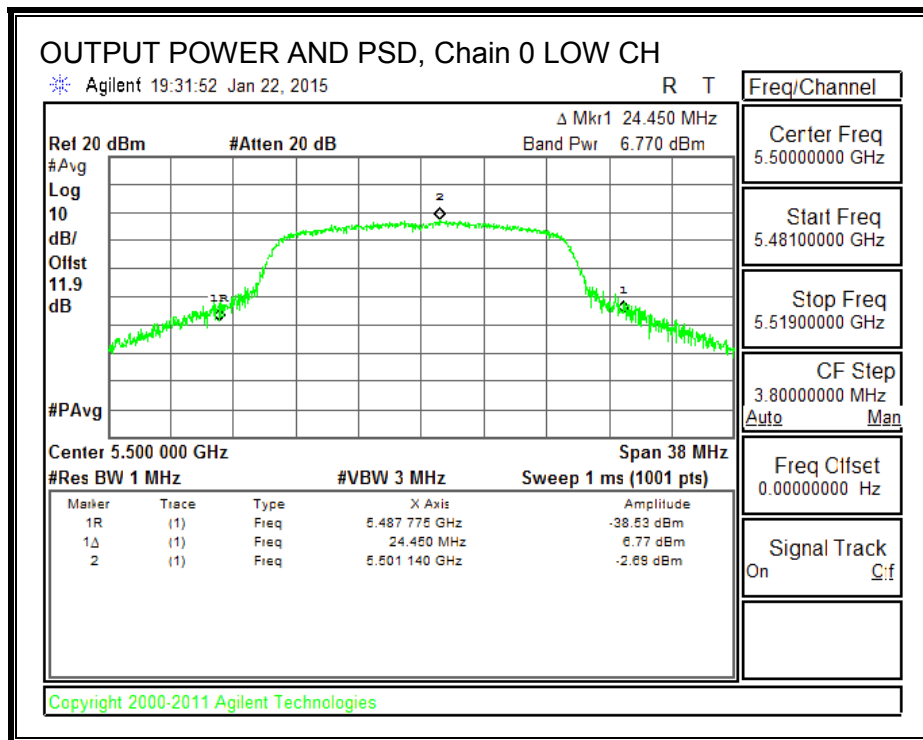 OUTPUT POWER AND PSD, Chain 0 LOW CH
Agilent 19:31:52 Jan 22, 2015 R T
Δ Mkr1 24.450 MHz
Ref 20 dBm #Atten 20 dB Band Pwr 6.770 dBm
#Avg
Log
10
dB/
Offst
11.9
dB
2
1R
1
#PAvg
Center 5.500 000 GHz Span 38 MHz
#Res BW 1 MHz #VBW 3 MHz Sweep 1 ms (1001 pts)
Marker Trace Type X Axis Amplitude
1R (1) Freq 5.487 775 GHz -38.53 dBm
1Δ (1) Freq 24.450 MHz 6.77 dBm
2 (1) Freq 5.501 140 GHz -2.69 dBm
Freq/Channel
Center Freq
5.50000000 GHz
Start Freq
5.48100000 GHz
Stop Freq
5.51900000 GHz
CF Step
3.80000000 MHz
Auto Man
Freq Offset
0.00000000 Hz
Signal Track
On Off
Copyright 2000-2011 Agilent Technologies